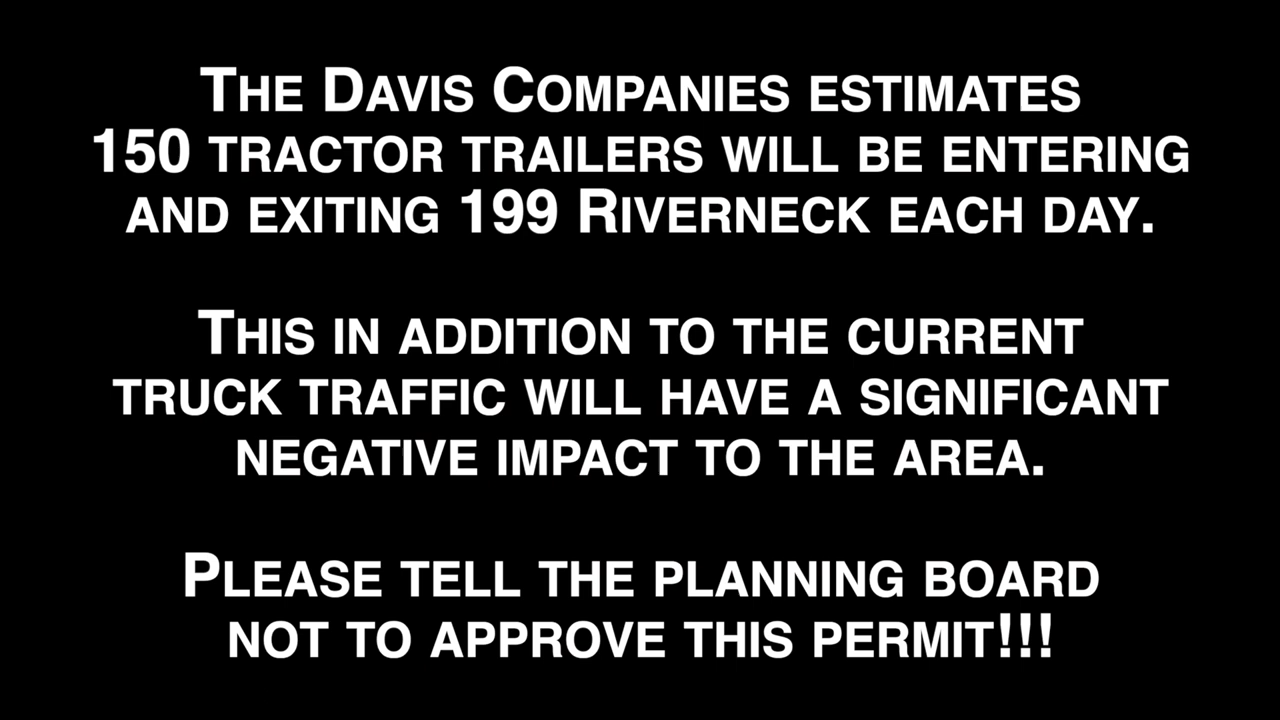 The Davis Companies estimates
150 tractor trailers will be entering
and exiting 199 Riverneck each day.
This in addition to the current
truck traffic will have a significant
negative impact to the area.
Please tell the planning board
not to approve this permit!!!